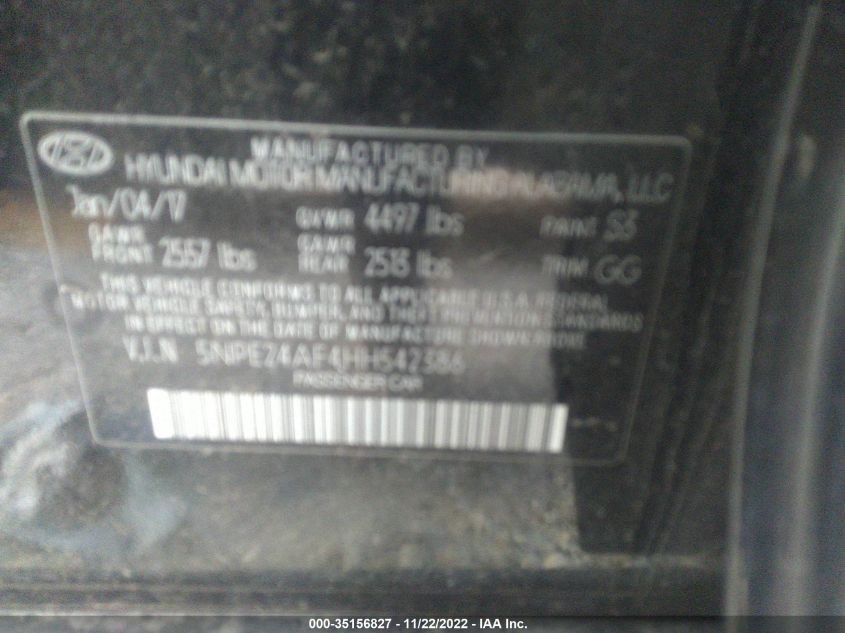 MANUFACTURED BY
HYUNDAI MOTOR MANUFACTURING ALABAMA, LLC
Jan/04/17 GVWR 4497 lbs PAINT S3
GAWR FRONT 2557 lbs GAWR REAR 2513 lbs TRIM GG
THIS VEHICLE CONFORMS TO ALL APPLICABLE U.S.A. FEDERAL
MOTOR VEHICLE SAFETY, BUMPER, AND THEFT PREVENTION STANDARDS
IN EFFECT ON THE DATE OF MANUFACTURE SHOWN ABOVE.
V.I.N 5NPE24AF4HH542386
PASSENGER CAR
000-35156827 - 11/22/2022 - IAA Inc.